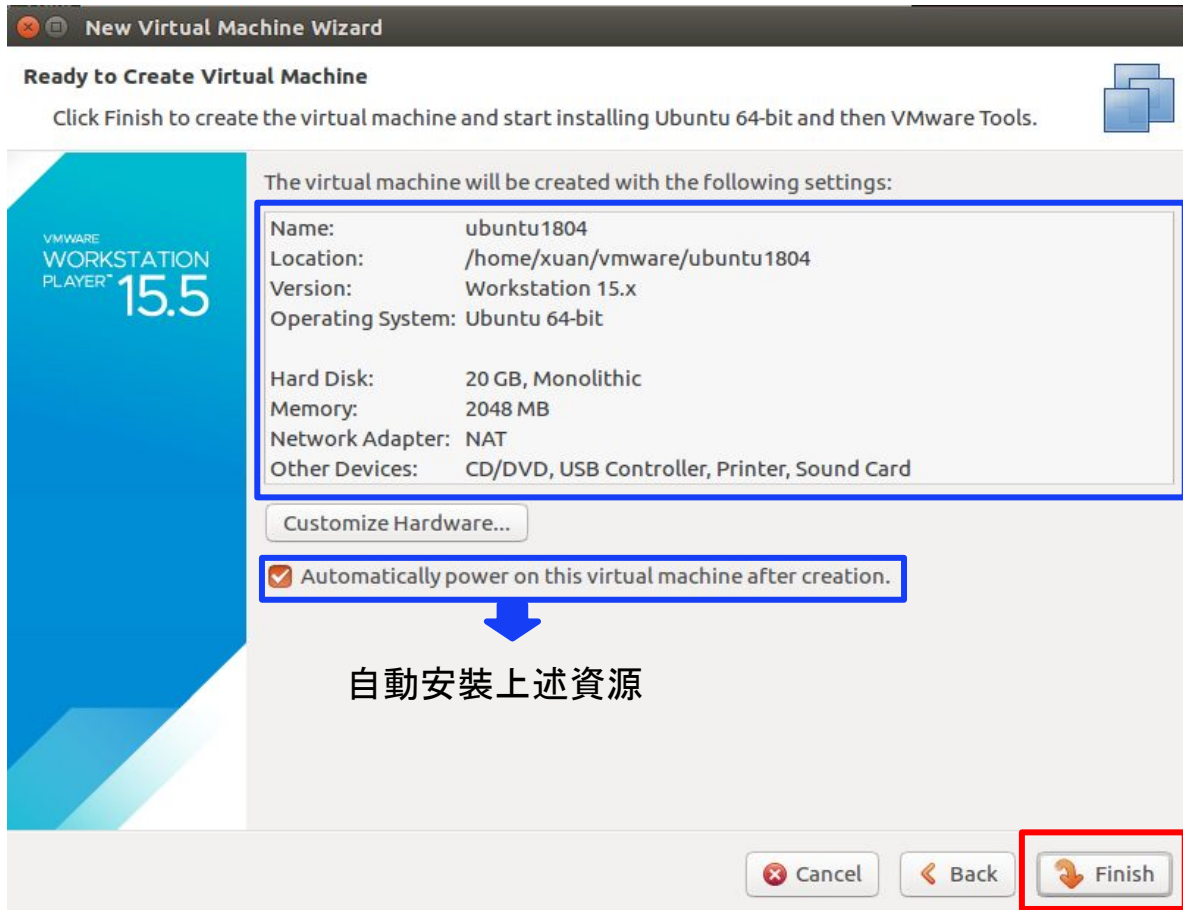 New Virtual Machine Wizard
Ready to Create Virtual Machine
Click Finish to create the virtual machine and start installing Ubuntu 64-bit and then VMware Tools.
VMWARE
WORKSTATION
PLAYER™ 15.5
The virtual machine will be created with the following settings:
Name: ubuntu1804
Location: /home/xuan/vmware/ubuntu1804
Version: Workstation 15.x
Operating System: Ubuntu 64-bit
Hard Disk: 20 GB, Monolithic
Memory: 2048 MB
Network Adapter: NAT
Other Devices: CD/DVD, USB Controller, Printer, Sound Card
Customize Hardware...
Automatically power on this virtual machine after creation.
自動安裝上述資源
Cancel Back Finish